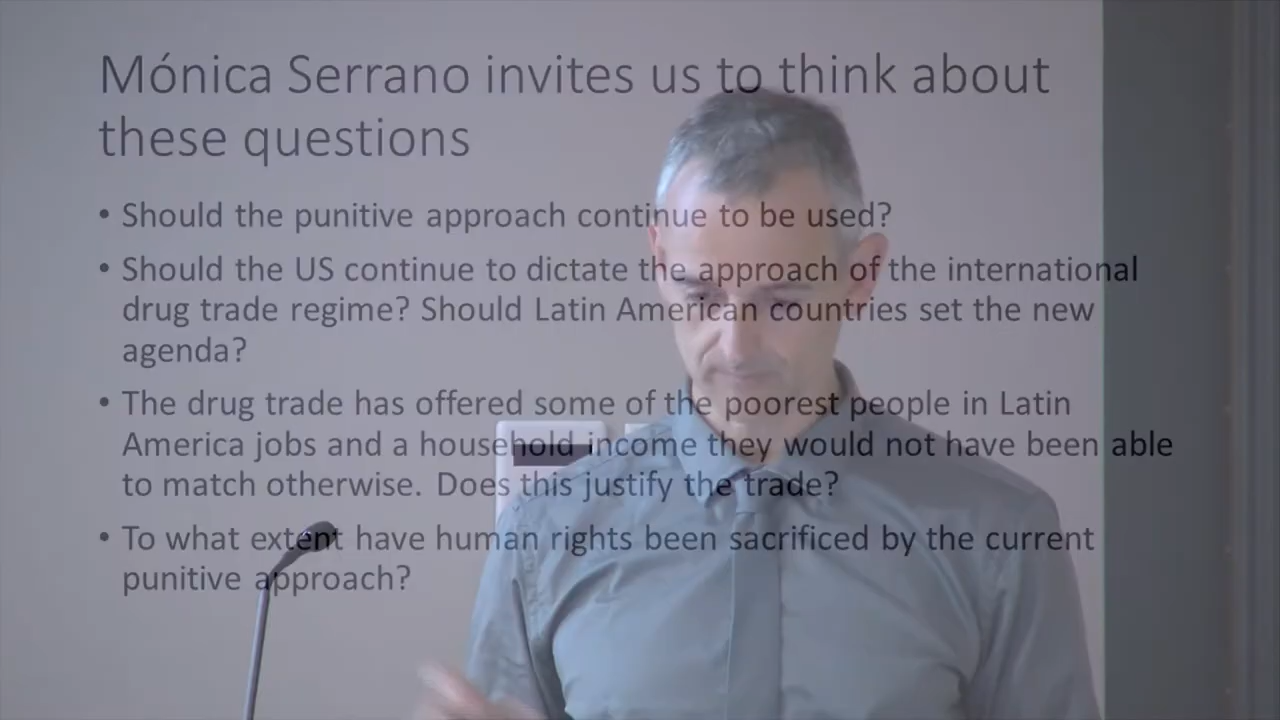 Mónica Serrano invites us to think about
these questions
• Should the punitive approach continue to be used?
• Should the US continue to dictate the approach of the international
drug trade regime? Should Latin American countries set the new
agenda?
• The drug trade has offered some of the poorest people in Latin
America jobs and a household income they would not have been able
to match otherwise. Does this justify the trade?
• To what extent have human rights been sacrificed by the current
punitive approach?